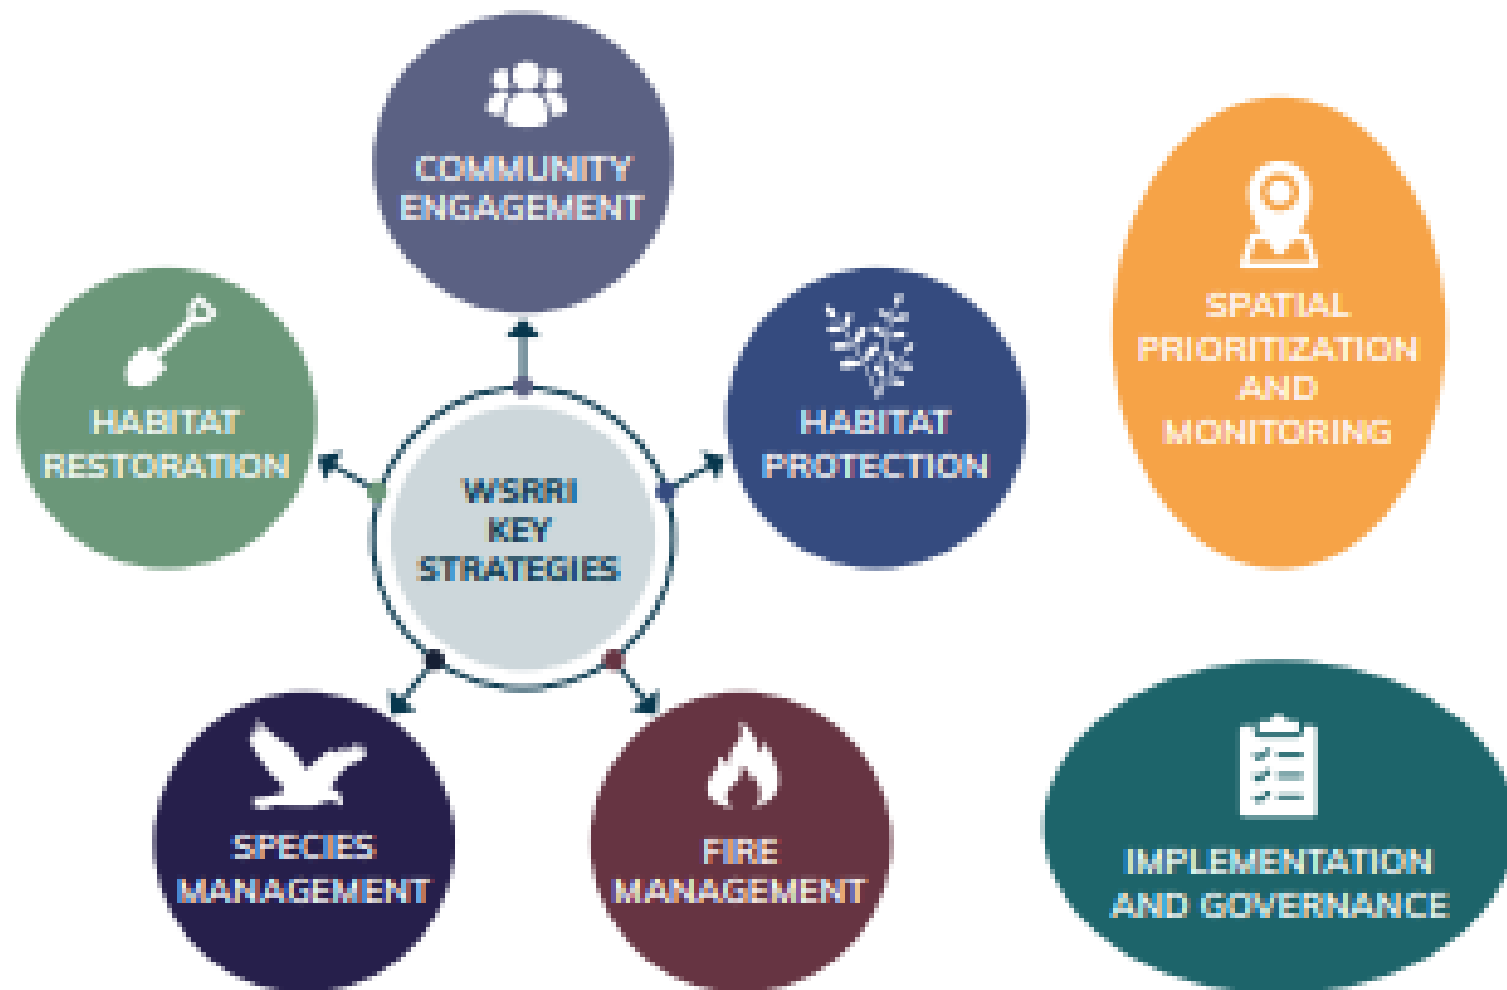 COMMUNITY
ENGAGEMENT
HABITAT
RESTORATION
HABITAT
PROTECTION
WSRRI
KEY
STRATEGIES
SPECIES
MANAGEMENT
FIRE
MANAGEMENT
SPATIAL
PRIORITIZATION
AND
MONITORING
IMPLEMENTATION
AND GOVERNANCE